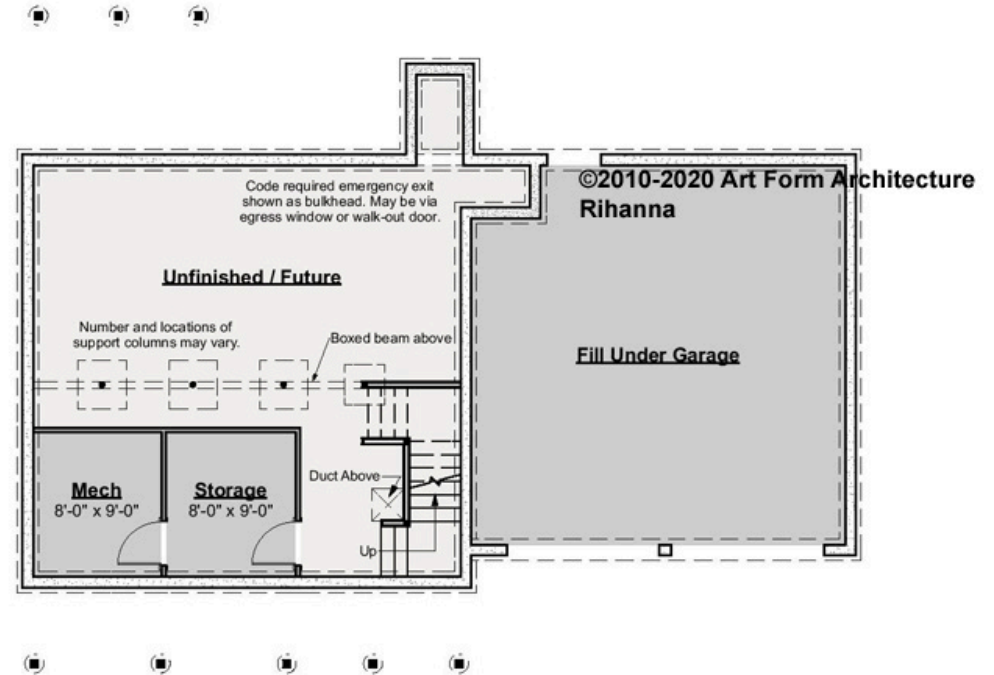 ©2010-2020 Art Form Architecture
Rihanna
Code required emergency exit
shown as bulkhead. May be via
egress window or walk-out door.
Unfinished / Future
Number and locations of
support columns may vary.
Boxed beam above
Fill Under Garage
Duct Above
Mech
8'-0" x 9'-0"
Storage
8'-0" x 9'-0"
Up